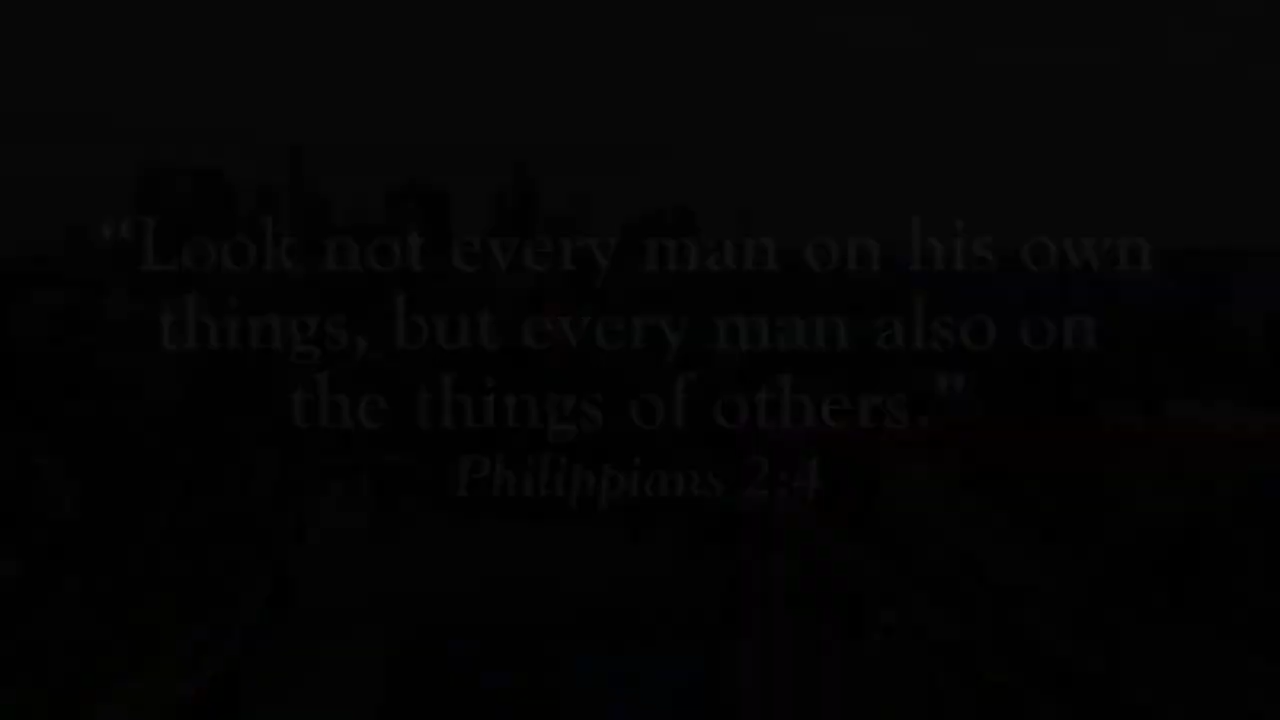 "Look not every man on his own
things, but every man also on
the things of others."
Philippians 2:4